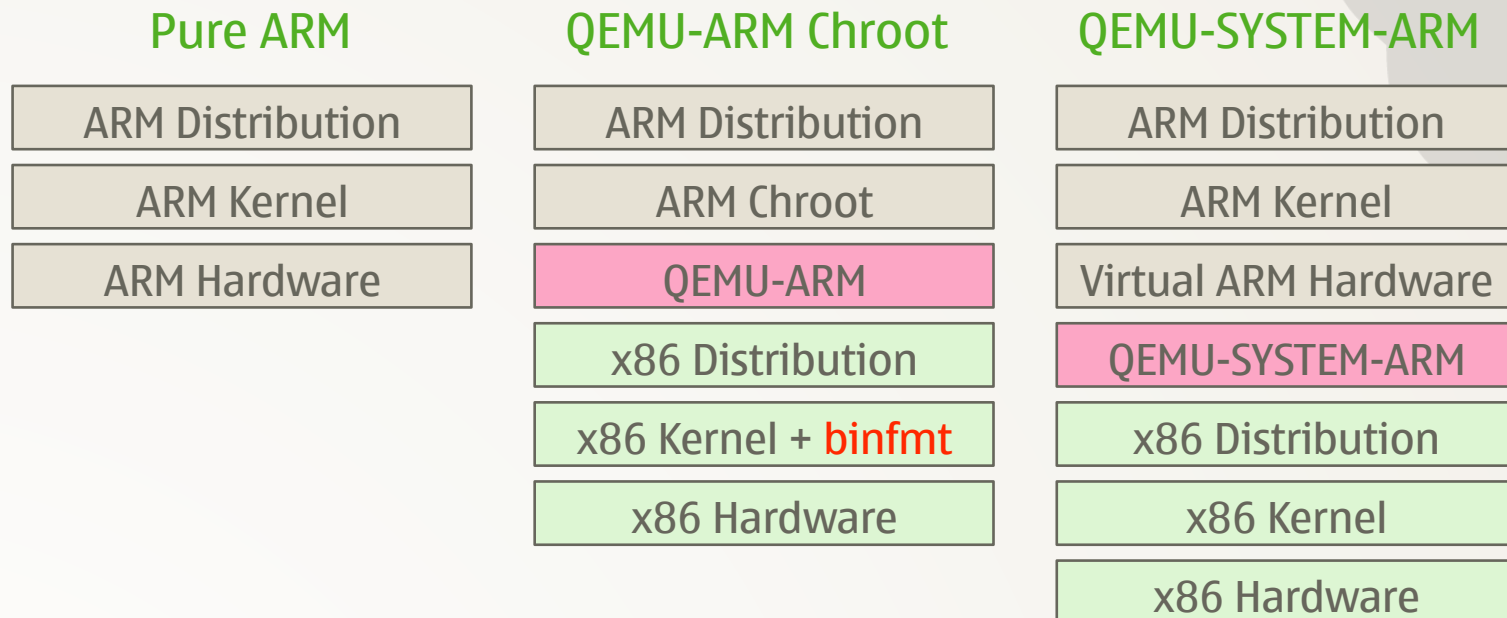 Pure ARM
ARM Distribution
ARM Kernel
ARM Hardware
QEMU-ARM Chroot
ARM Distribution
ARM Chroot
QEMU-ARM
x86 Distribution
x86 Kernel + binfmt
x86 Hardware
QEMU-SYSTEM-ARM
ARM Distribution
ARM Kernel
Virtual ARM Hardware
QEMU-SYSTEM-ARM
x86 Distribution
x86 Kernel
x86 Hardware